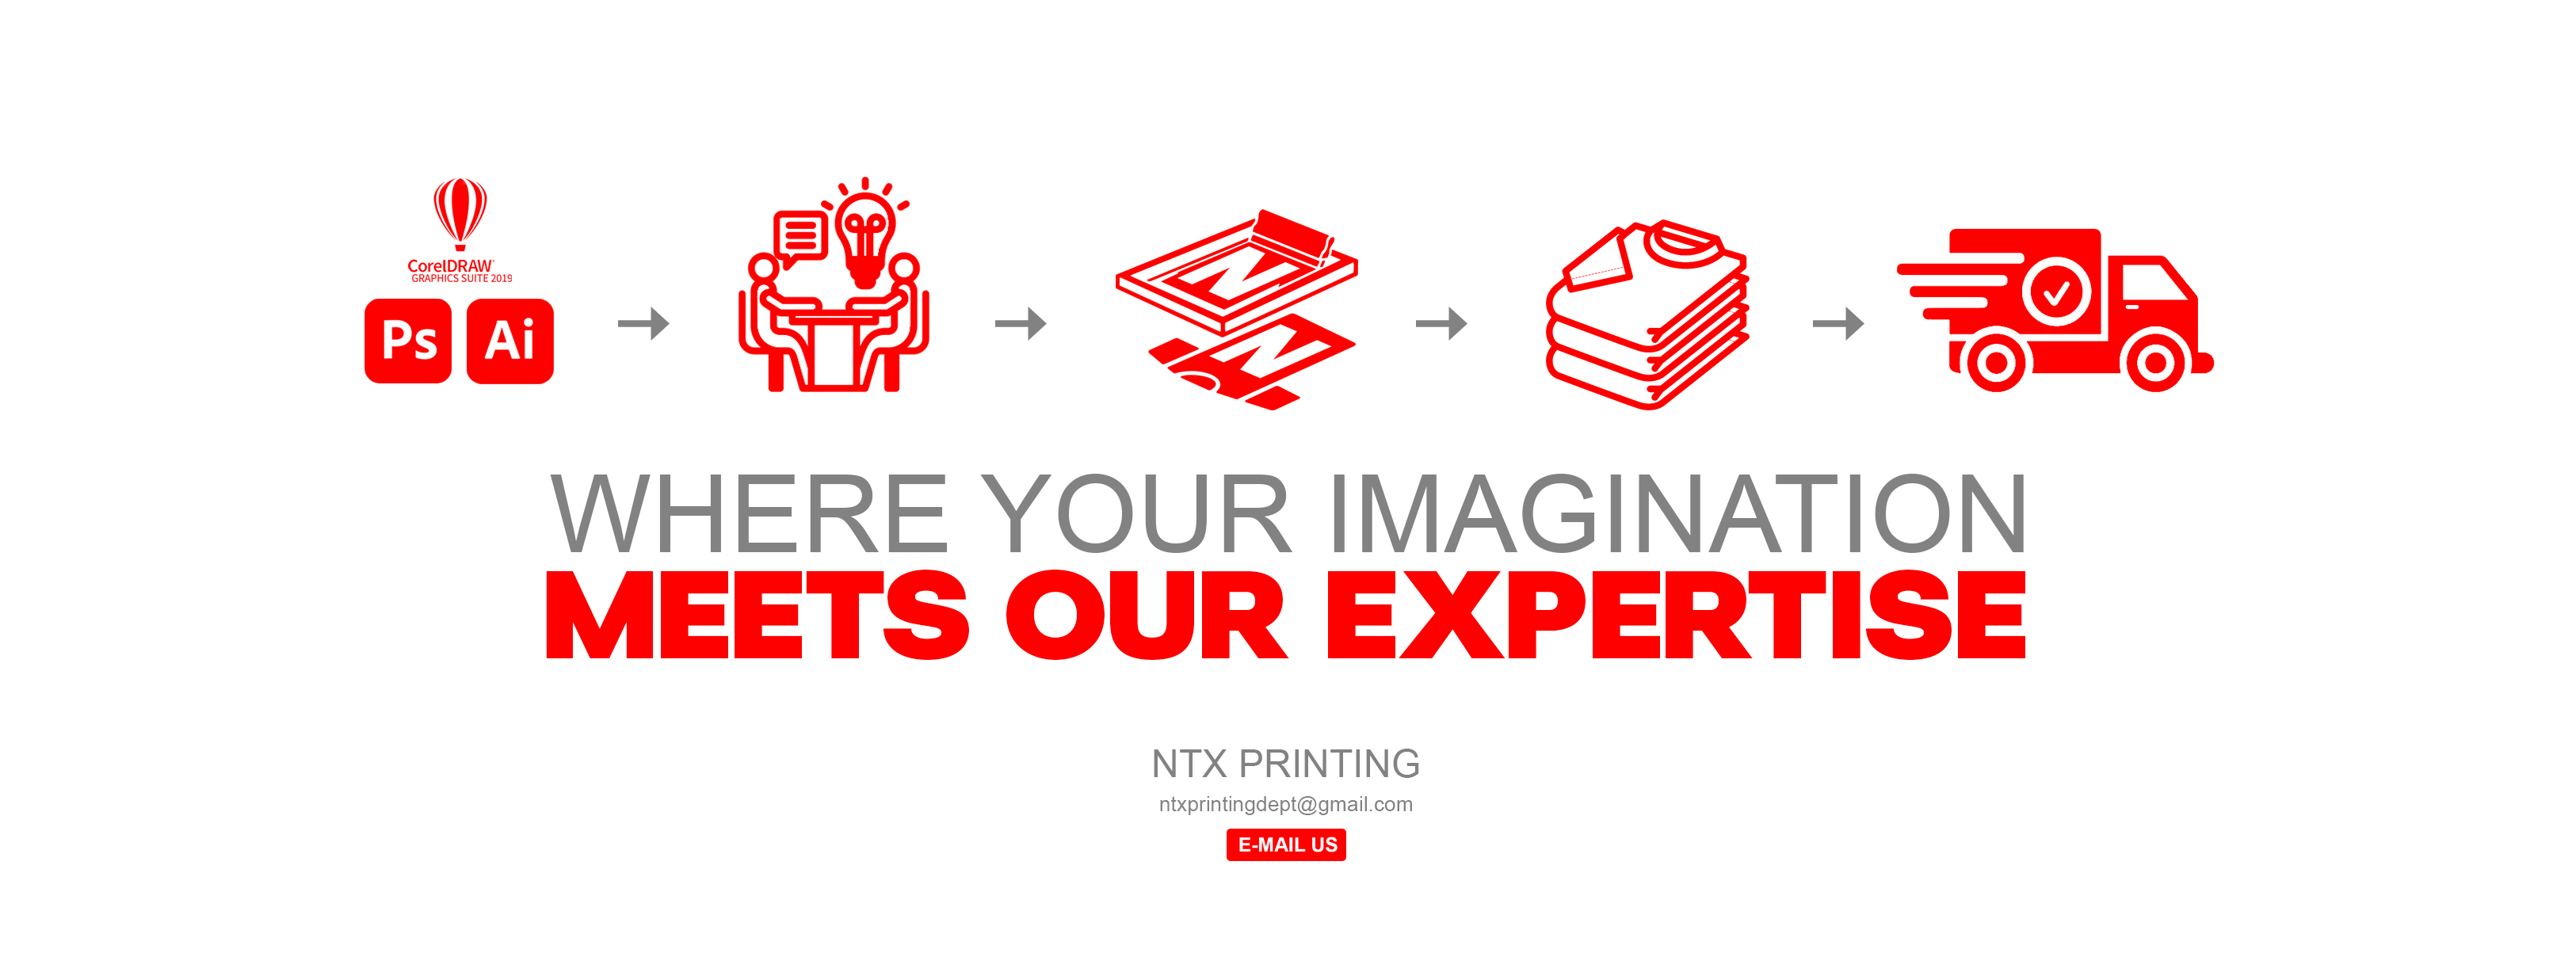 CorelDRAW
GRAPHICS SUITE 2019
Ps Ai
WHERE YOUR IMAGINATION
MEETS OUR EXPERTISE
NTX PRINTING
ntxprintingdept@gmail.com
E-MAIL US